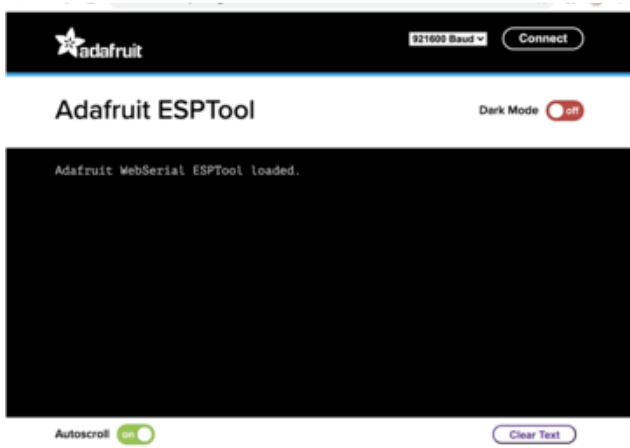 adafruit
921600 Baud
Connect
Adafruit ESPTool
Dark Mode
off
Adafruit WebSerial ESPTool loaded.
Autoscroll
on
Clear Text